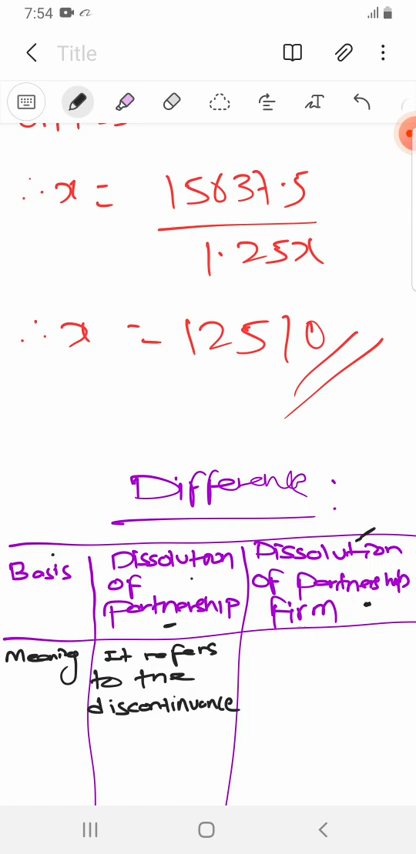 7:54
Title
∴x = 15637.5
1.25x
∴x = 12510
Difference :
Basis
Dissolution of partnership
Dissolution of partnership firm
Meaning
It refers
to the
discontinuance